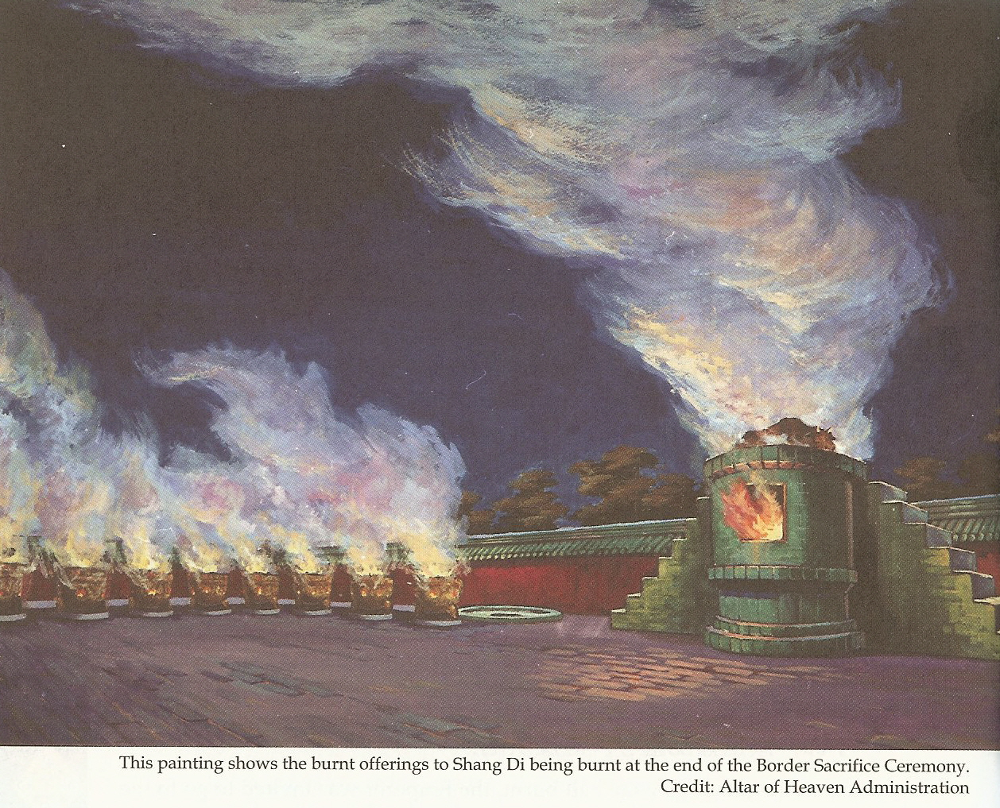 This painting shows the burnt offerings to Shang Di being burnt at the end of the Border Sacrifice Ceremony.
Credit: Altar of Heaven Administration